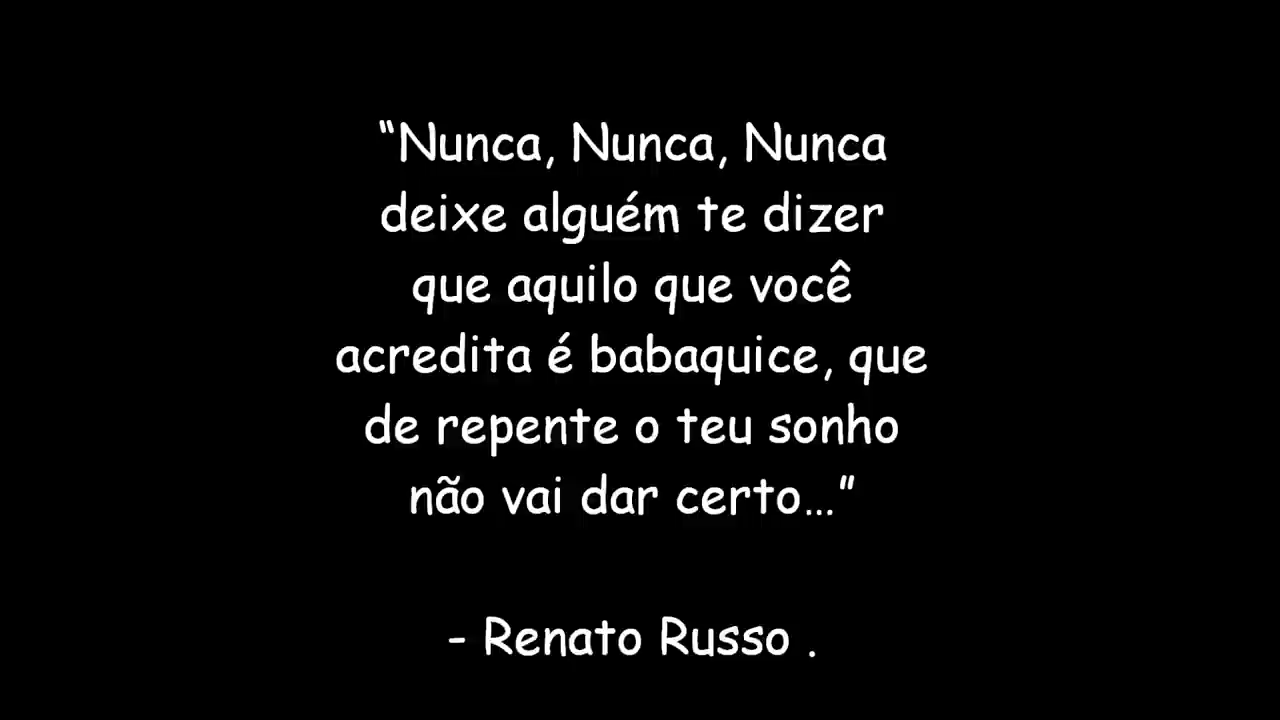 “Nunca, Nunca, Nunca
deixe alguém te dizer
que aquilo que você
acredita é babaquice, que
de repente o teu sonho
não vai dar certo…”
- Renato Russo .